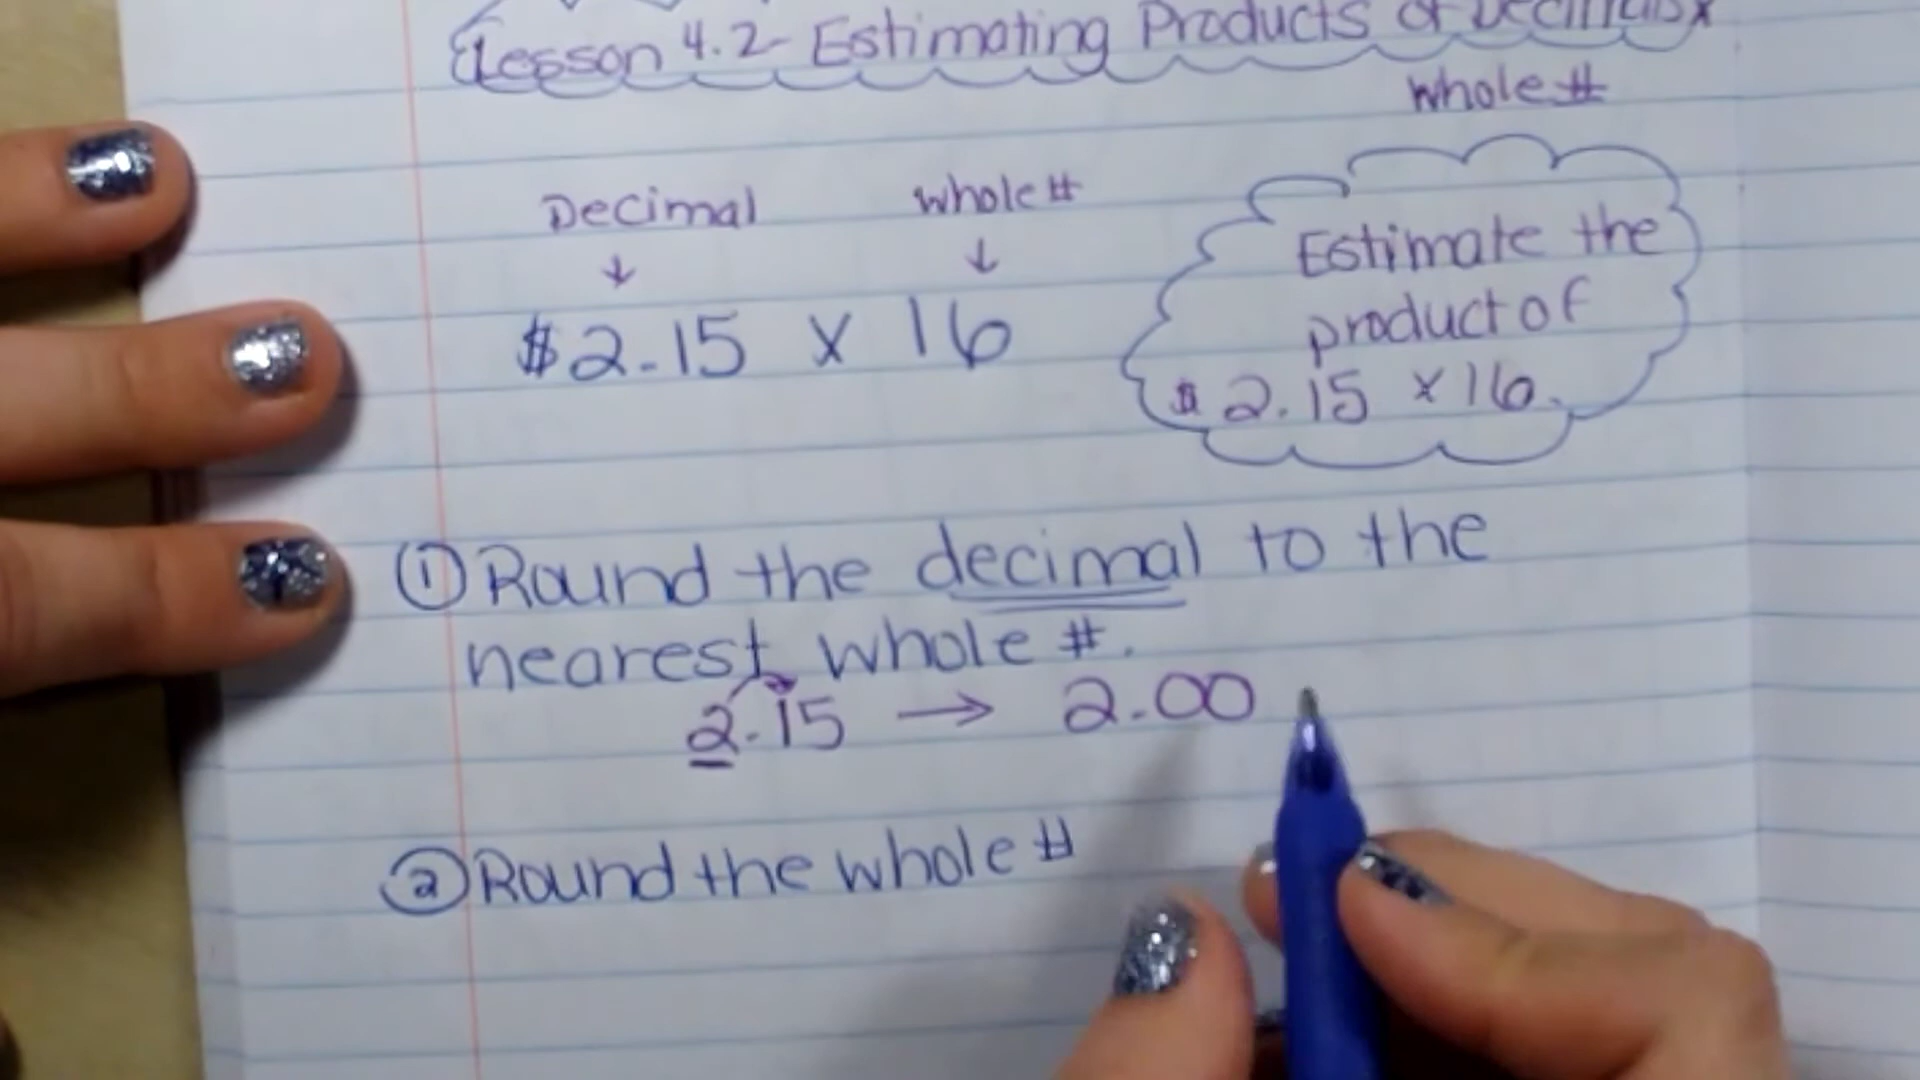 Lesson 4.2 Estimating Products of Decimals x
whole #
Decimal whole #
↓ ↓
$2.15 x 16
Estimate the
product of
$2.15 x 16.
① Round the decimal to the
nearest whole #.
2.15 → 2.00
② Round the whole #